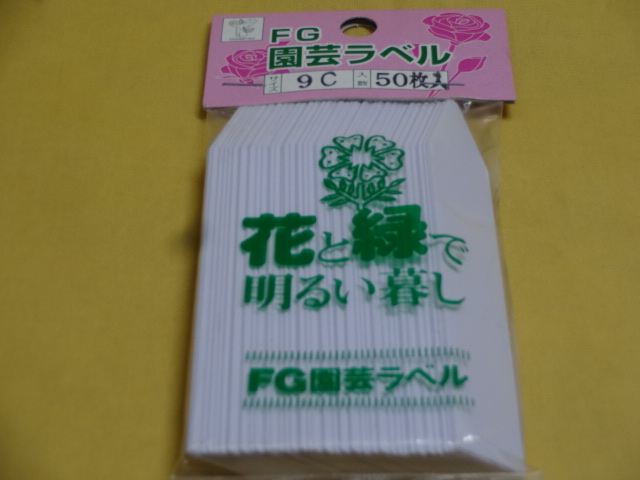 FG
園芸ラベル
サイズ 9C 入数 50枚入
花と緑で
明るい暮し
FG園芸ラベル